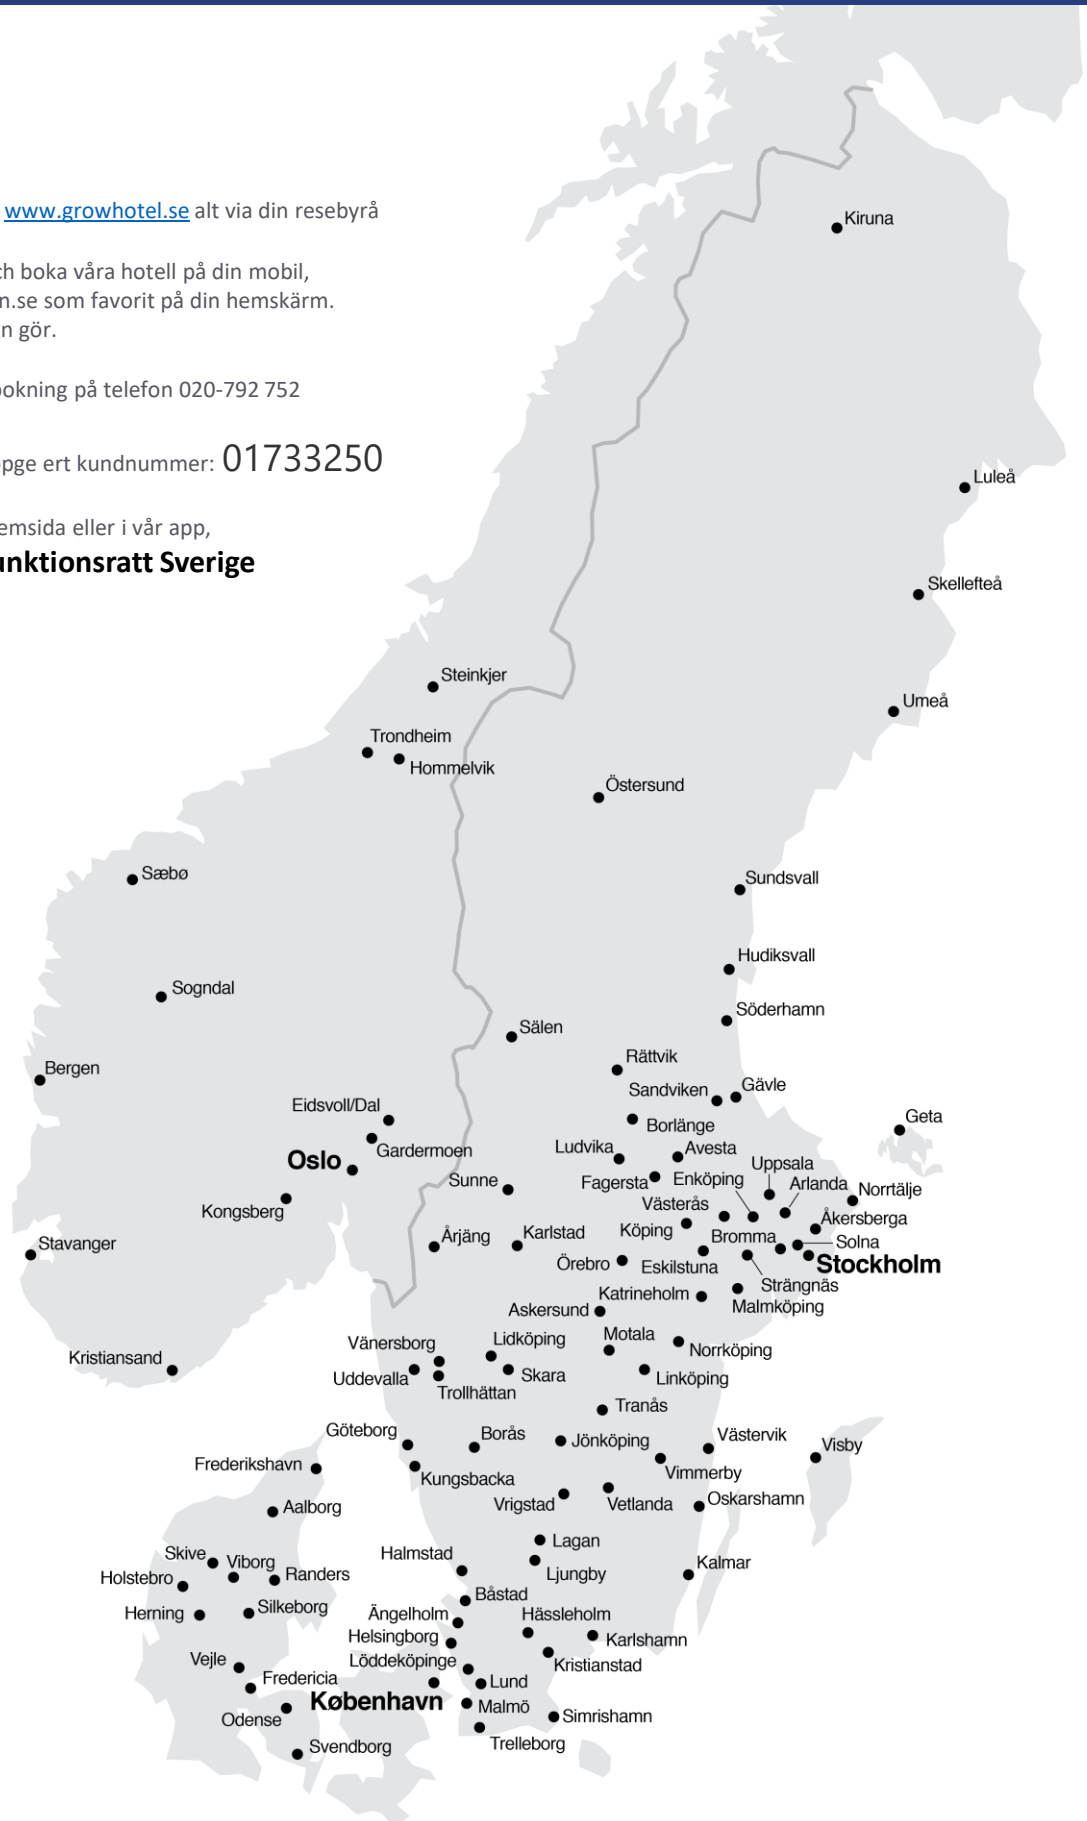 www.growhotel.se alt via din resebyrå
ch boka våra hotell på din mobil,
n.se som favorit på din hemskärm.
n gör.
okning på telefon 020-792 752
pge ert kundnummer: 01733250
emsida eller i vår app,
unktionsratt Sverige
Kiruna
Luleå
Skellefteå
Steinkjer
Umeå
Trondheim
Hommelvik
Östersund
Sæbø
Sundsvall
Hudiksvall
Sogndal
Söderhamn
Sälen
Rättvik
Bergen
Sandviken
Gävle
Eidsvoll/Dal
Geta
Borlänge
Gardermoen
Ludvika
Avesta
Oslo
Uppsala
Sunne
Fagersta
Enköping
Arlanda
Norrtälje
Kongsberg
Västerås
Åkersberga
Stavanger
Årjäng
Karlstad
Köping
Bromma
Solna
Örebro
Eskilstuna
Stockholm
Strängnäs
Katrineholm
Malmköping
Askersund
Vänersborg
Lidköping
Motala
Norrköping
Kristiansand
Uddevalla
Skara
Linköping
Trollhättan
Tranås
Göteborg
Borås
Jönköping
Västervik
Visby
Frederikshavn
Kungsbacka
Vimmerby
Vrigstad
Vetlanda
Oskarshamn
Aalborg
Lagan
Skive
Viborg
Halmstad
Ljungby
Kalmar
Holstebro
Randers
Båstad
Herning
Silkeborg
Ängelholm
Hässleholm
Helsingborg
Karlshamn
Vejle
Löddeköpinge
Kristianstad
Fredericia
Lund
København
Malmö
Odense
Simrishamn
Svendborg
Trelleborg